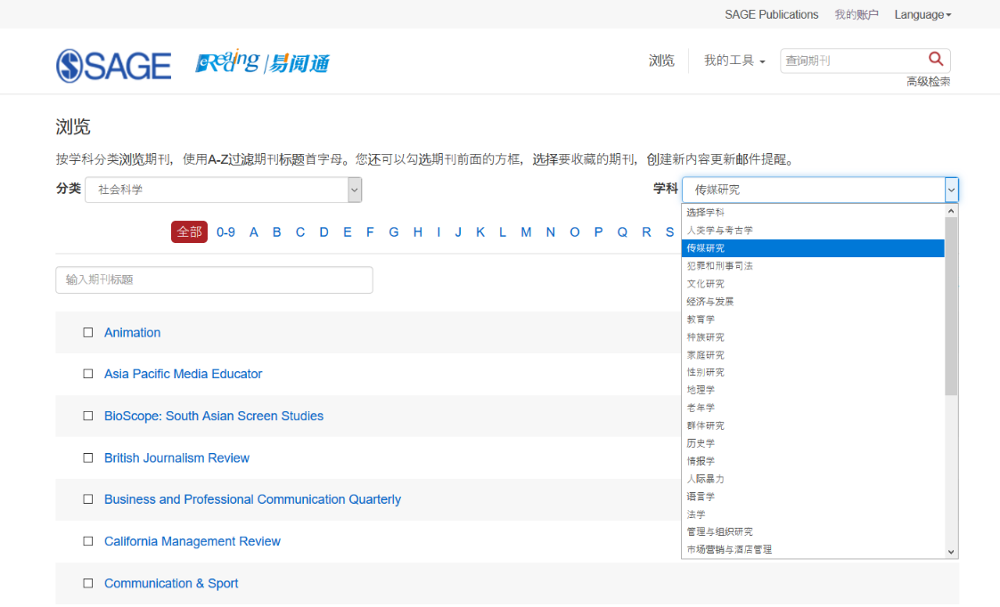 SAGE Publications 我的账户 Language
SAGE eReading 易阅通
浏览 我的工具 查询期刊
高级检索
浏览
按学科分类浏览期刊，使用A-Z过滤期刊标题首字母。您还可以勾选期刊前面的方框，选择要收藏的期刊，创建新内容更新邮件提醒。
分类 社会科学 学科 传媒研究
全部 0-9 A B C D E F G H I J K L M N O P Q R S
输入期刊标题
Animation
Asia Pacific Media Educator
BioScope: South Asian Screen Studies
British Journalism Review
Business and Professional Communication Quarterly
California Management Review
Communication & Sport
选择学科
人类学与考古学
传媒研究
犯罪和刑事司法
文化研究
经济与发展
教育学
种族研究
家庭研究
性别研究
地理学
老年学
群体研究
历史学
情报学
人际暴力
语言学
法学
管理与组织研究
市场营销与酒店管理